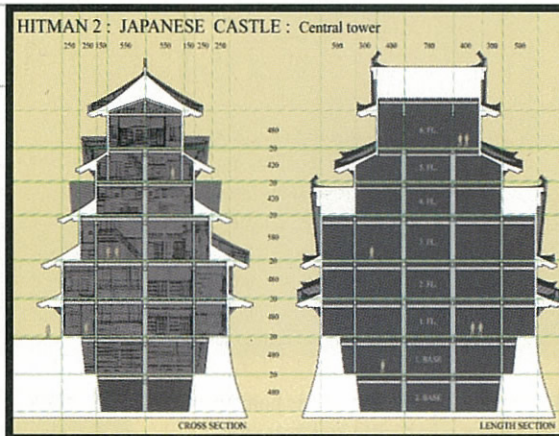 HITMAN 2 : JAPANESE CASTLE : Central tower
250 250 150 550 550 150 250 250
500 300 400 700 400 300 500
480
20
420
20
420
20
580
20
480
20
480
480
20
480
6. FL.
5. FL.
4. FL.
3. FL.
2. FL.
1. FL.
1. BASE
2. BASE
CROSS SECTION
LENGTH SECTION